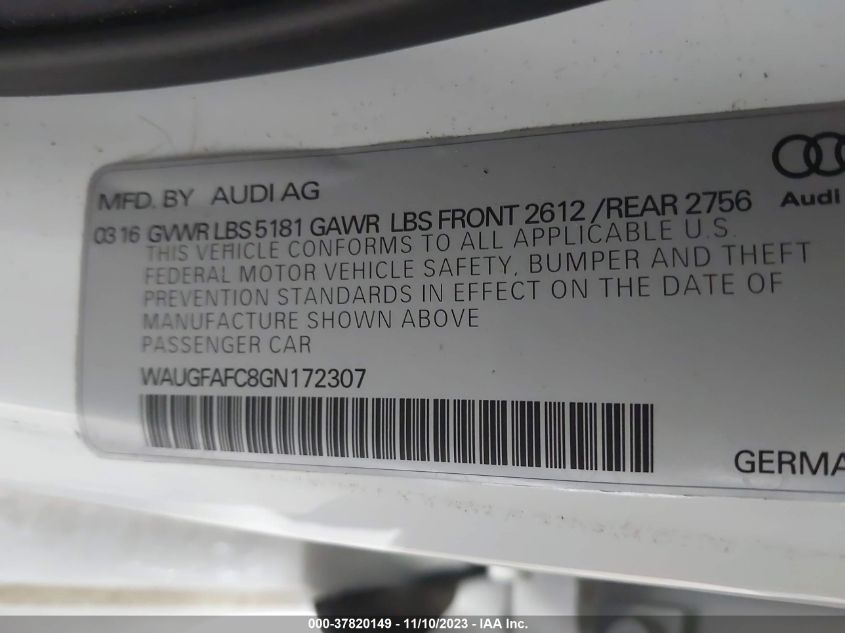 Audi
MFD. BY AUDI AG
03 16 GVWR LBS 5181 GAWR LBS FRONT 2612 /REAR 2756
THIS VEHICLE CONFORMS TO ALL APPLICABLE U.S.
FEDERAL MOTOR VEHICLE SAFETY, BUMPER AND THEFT
PREVENTION STANDARDS IN EFFECT ON THE DATE OF
MANUFACTURE SHOWN ABOVE
PASSENGER CAR
WAUGFAFC8GN172307
GERMA
000-37820149 - 11/10/2023 - IAA Inc.